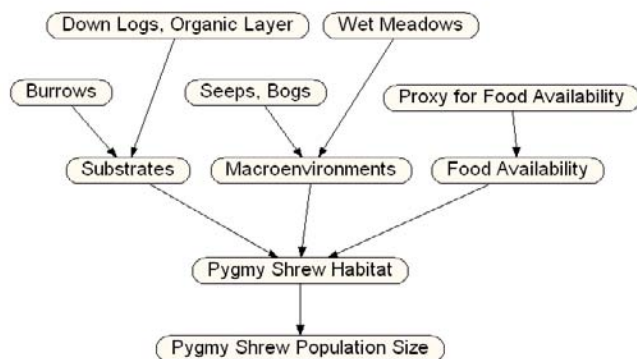 Down Logs, Organic Layer
Wet Meadows
Burrows
Seeps, Bogs
Proxy for Food Availability
Substrates
Macroenvironments
Food Availability
Pygmy Shrew Habitat
Pygmy Shrew Population Size